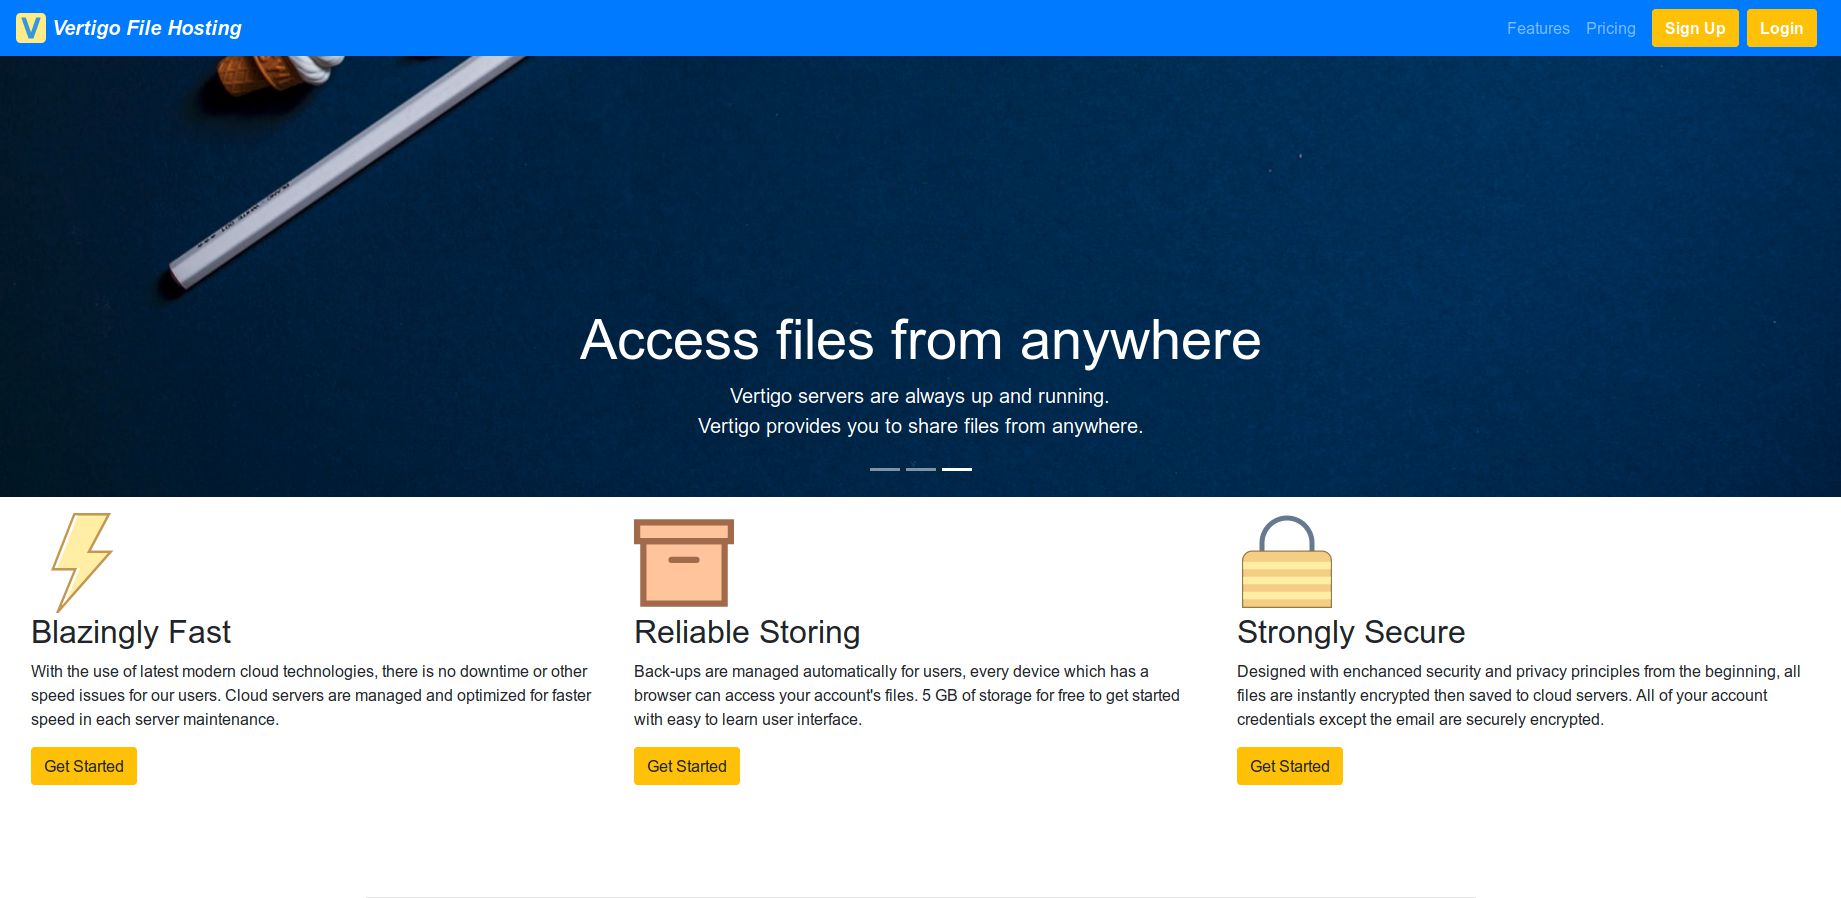 V Vertigo File Hosting
Features Pricing Sign Up Login
Access files from anywhere
Vertigo servers are always up and running.
Vertigo provides you to share files from anywhere.
Blazingly Fast
With the use of latest modern cloud technologies, there is no downtime or other
speed issues for our users. Cloud servers are managed and optimized for faster
speed in each server maintenance.
Get Started
Reliable Storing
Back-ups are managed automatically for users, every device which has a
browser can access your account's files. 5 GB of storage for free to get started
with easy to learn user interface.
Get Started
Strongly Secure
Designed with enchanced security and privacy principles from the beginning, all
files are instantly encrypted then saved to cloud servers. All of your account
credentials except the email are securely encrypted.
Get Started